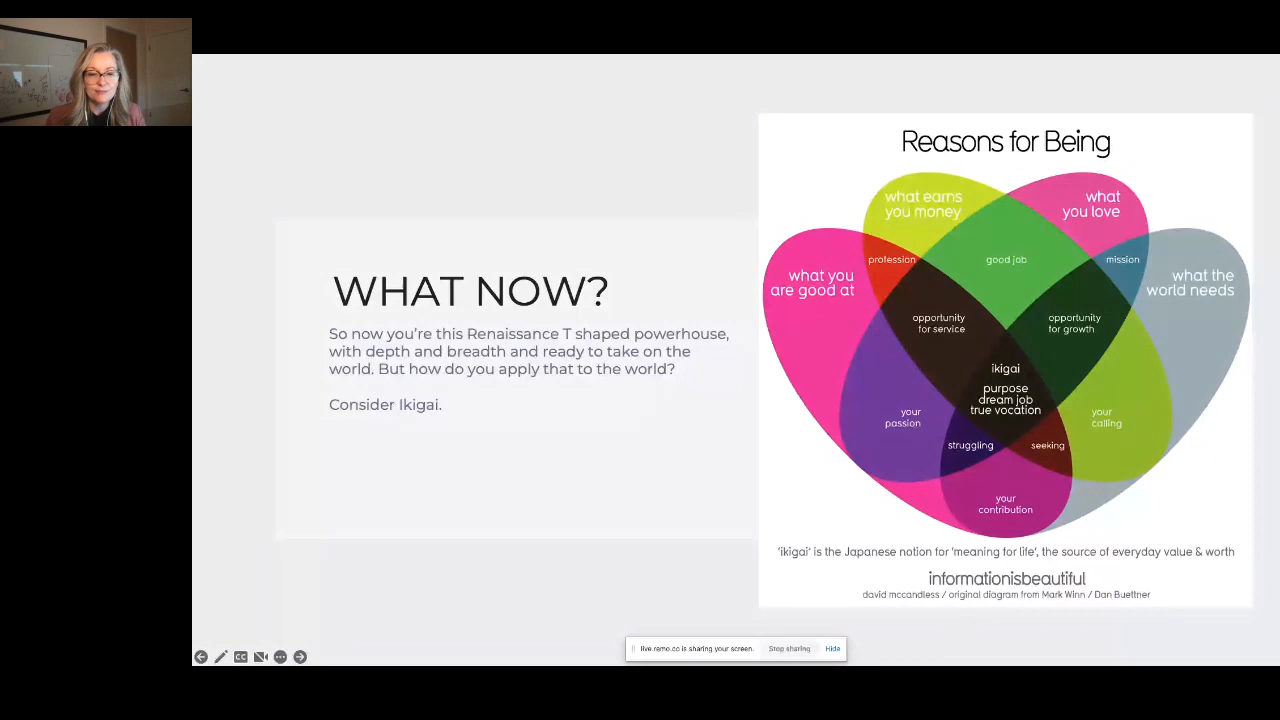 WHAT NOW?
So now you're this Renaissance T shaped powerhouse,
with depth and breadth and ready to take on the
world. But how do you apply that to the world?
Consider Ikigai.
Reasons for Being
what earns
you money
what
you love
what you
are good at
what the
world needs
profession
good job
mission
opportunity
for service
opportunity
for growth
ikigai
purpose
dream job
true vocation
your
passion
your
calling
struggling
seeking
your
contribution
'ikigai' is the Japanese notion for 'meaning for life', the source of everyday value & worth
informationisbeautiful
david mccandless / original diagram from Mark Winn / Dan Buettner
live.remo.co is sharing your screen.
Stop sharing
Hide
CC